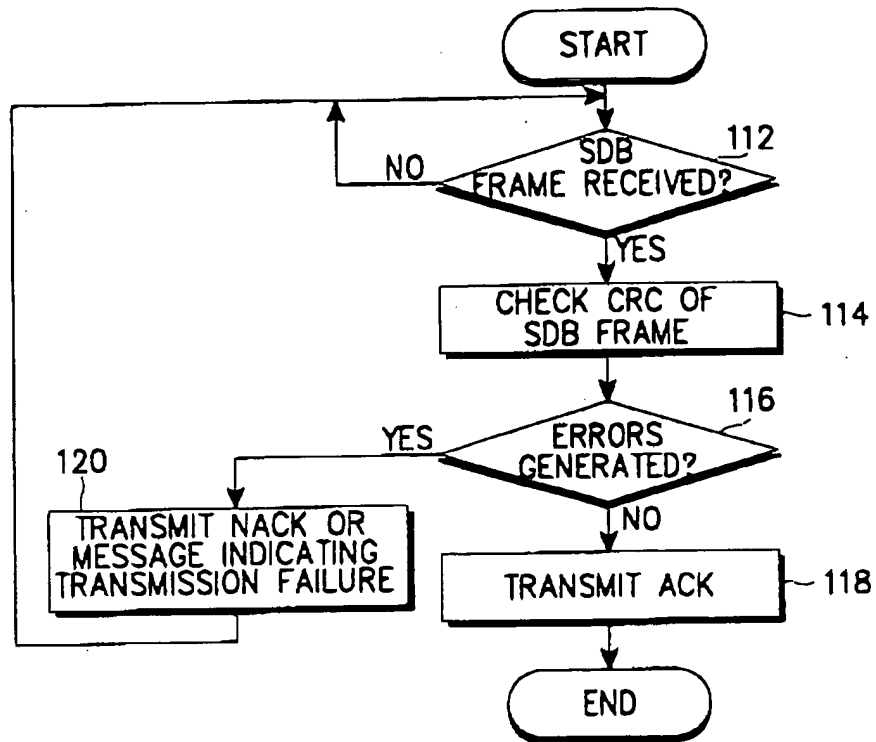 START
112
SDB
FRAME RECEIVED?
NO
YES
CHECK CRC OF
SDB FRAME
114
116
ERRORS
GENERATED?
YES
NO
120
TRANSMIT NACK OR
MESSAGE INDICATING
TRANSMISSION FAILURE
TRANSMIT ACK
118
END